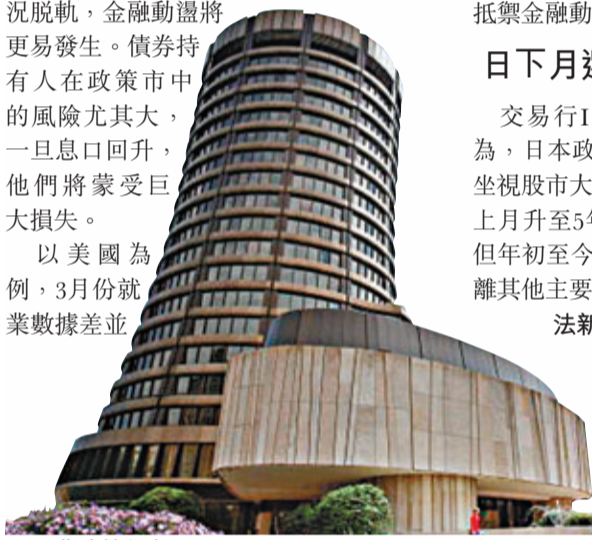 況脫軌，金融動盪將
更易發生。債券持
有人在政策市中
的風險尤其大，
一旦息口回升，
他們將蒙受巨
大損失。
以美國為
例，3月份就
業數據差並
抵禦金融動
日下月
交易行I
為，日本政
坐視股市大
上月升至5年
但年初至今
離其他主要
法新